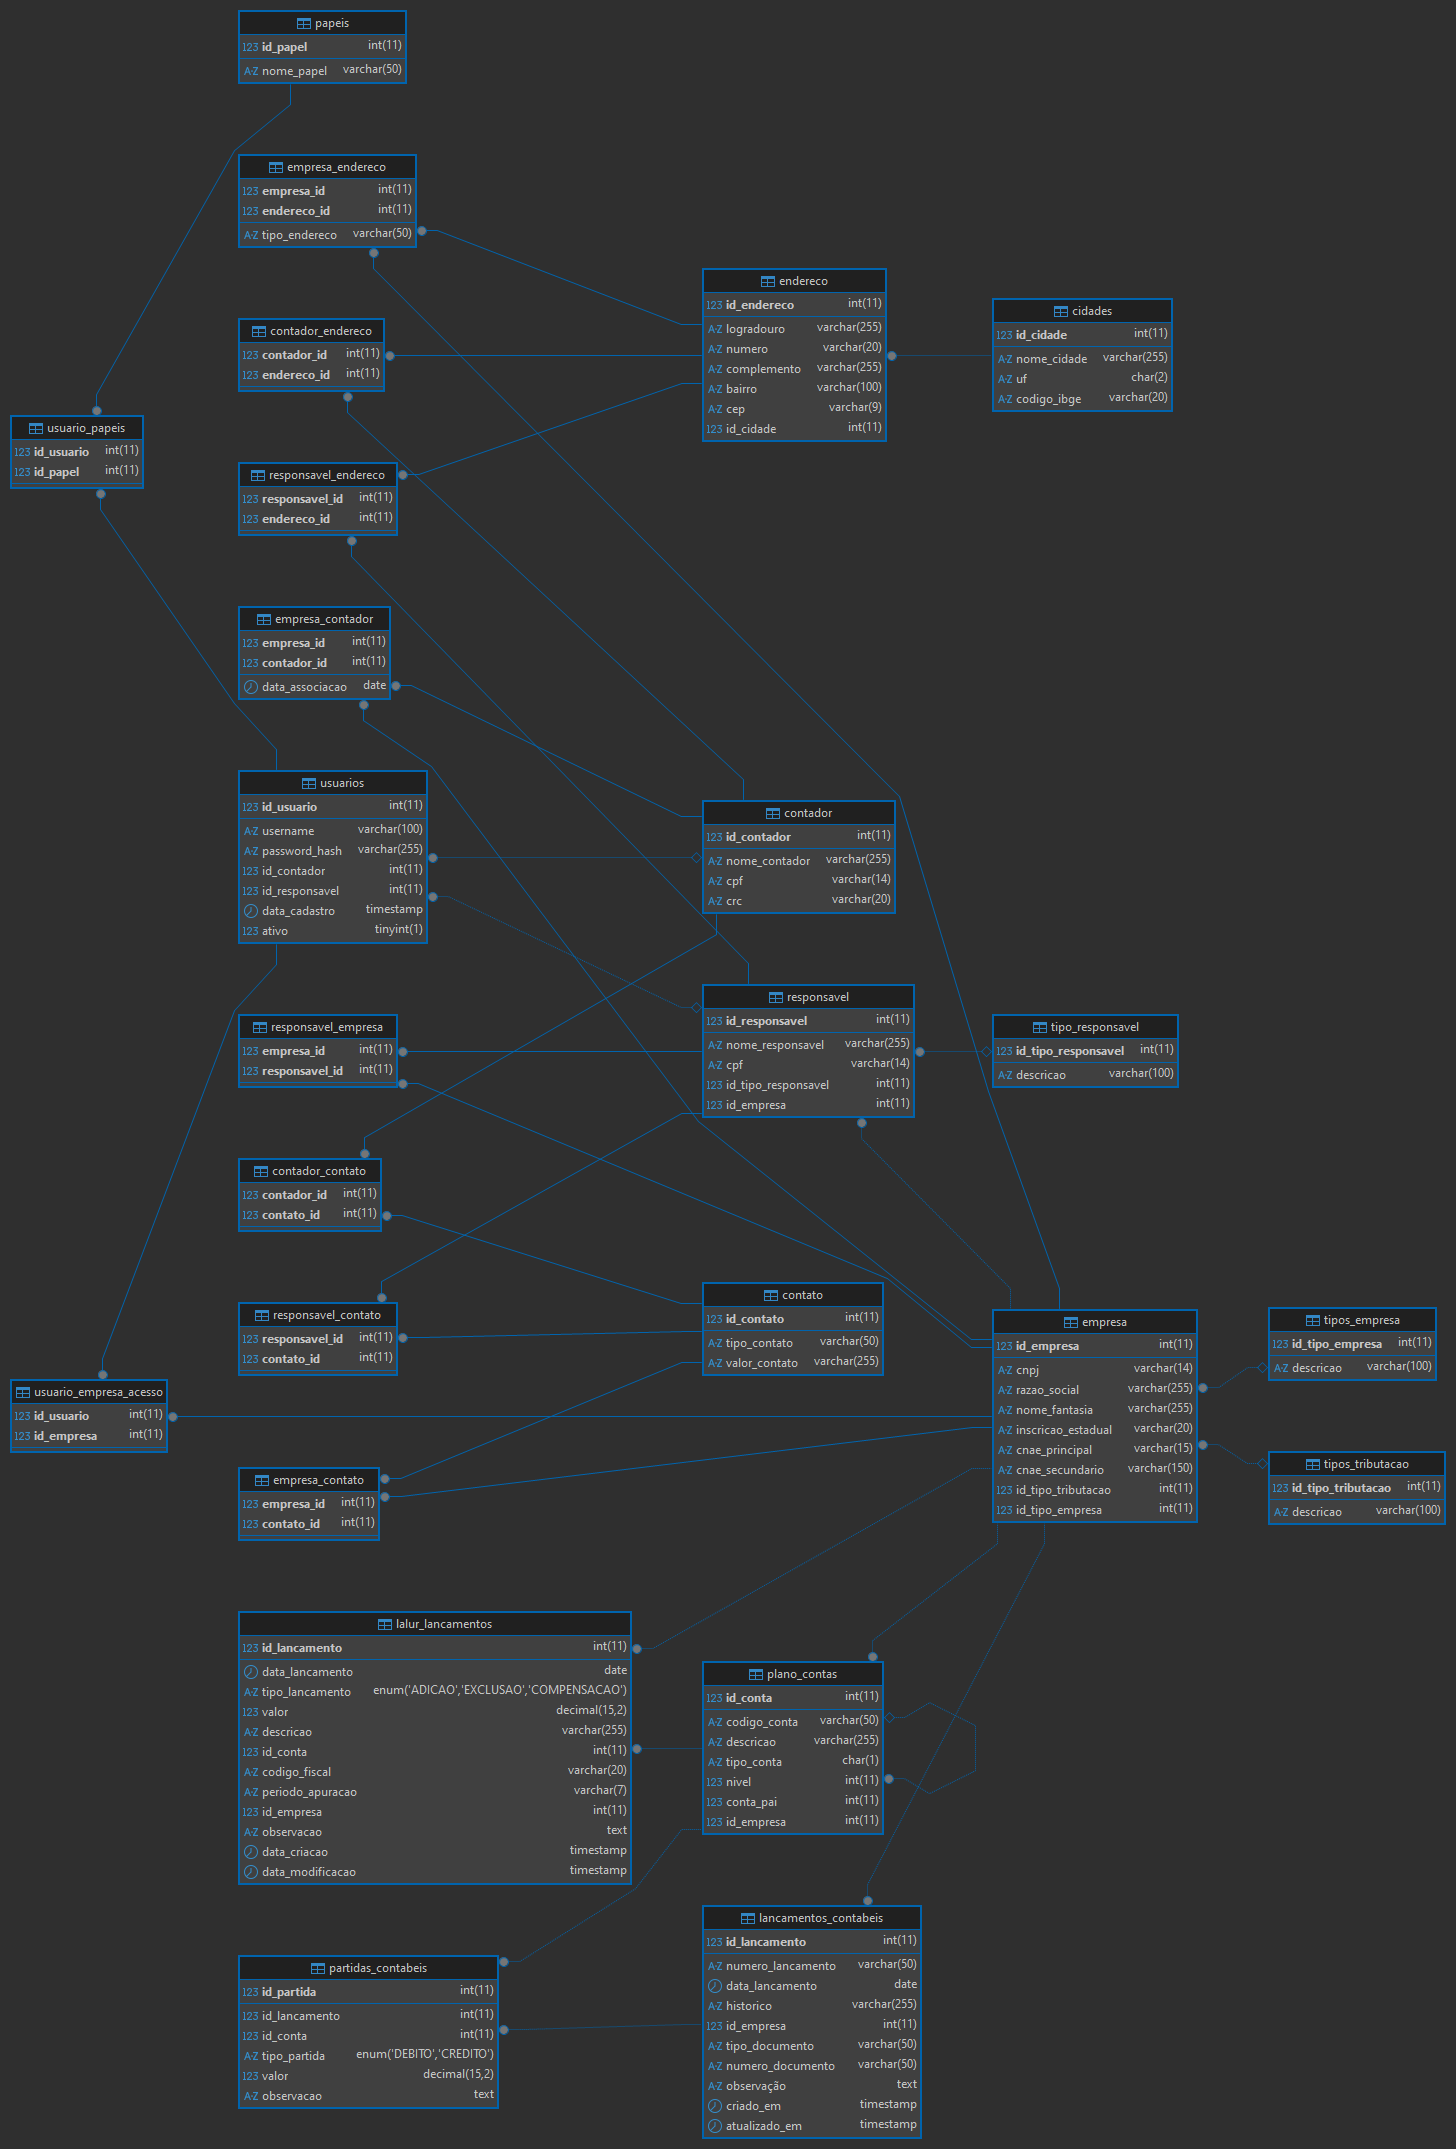 papeis
123 id_papel int(11)
A-Z nome_papel varchar(50)
empresa_endereco
123 empresa_id int(11)
123 endereco_id int(11)
A-Z tipo_endereco varchar(50)
endereco
123 id_endereco int(11)
A-Z logradouro varchar(255)
A-Z numero varchar(20)
A-Z complemento varchar(255)
A-Z bairro varchar(100)
A-Z cep varchar(9)
123 id_cidade int(11)
cidades
123 id_cidade int(11)
A-Z nome_cidade varchar(255)
A-Z uf char(2)
A-Z codigo_ibge varchar(20)
contador_endereco
123 contador_id int(11)
123 endereco_id int(11)
usuario_papeis
123 id_usuario int(11)
123 id_papel int(11)
responsavel_endereco
123 responsavel_id int(11)
123 endereco_id int(11)
empresa_contador
123 empresa_id int(11)
123 contador_id int(11)
data_associacao date
usuarios
123 id_usuario int(11)
A-Z username varchar(100)
A-Z password_hash varchar(255)
123 id_contador int(11)
123 id_responsavel int(11)
data_cadastro timestamp
123 ativo tinyint(1)
contador
123 id_contador int(11)
A-Z nome_contador varchar(255)
A-Z cpf varchar(14)
A-Z crc varchar(20)
responsavel
123 id_responsavel int(11)
A-Z nome_responsavel varchar(255)
A-Z cpf varchar(14)
123 id_tipo_responsavel int(11)
123 id_empresa int(11)
tipo_responsavel
123 id_tipo_responsavel int(11)
A-Z descricao varchar(100)
responsavel_empresa
123 empresa_id int(11)
123 responsavel_id int(11)
contador_contato
123 contador_id int(11)
123 contato_id int(11)
contato
123 id_contato int(11)
A-Z tipo_contato varchar(50)
A-Z valor_contato varchar(255)
responsavel_contato
123 responsavel_id int(11)
123 contato_id int(11)
empresa
123 id_empresa int(11)
A-Z cnpj varchar(14)
A-Z razao_social varchar(255)
A-Z nome_fantasia varchar(255)
A-Z inscricao_estadual varchar(20)
A-Z cnae_principal varchar(15)
A-Z cnae_secundario varchar(150)
123 id_tipo_tributacao int(11)
123 id_tipo_empresa int(11)
tipos_empresa
123 id_tipo_empresa int(11)
A-Z descricao varchar(100)
usuario_empresa_acesso
123 id_usuario int(11)
123 id_empresa int(11)
tipos_tributacao
123 id_tipo_tributacao int(11)
A-Z descricao varchar(100)
empresa_contato
123 empresa_id int(11)
123 contato_id int(11)
lalur_lancamentos
123 id_lancamento int(11)
data_lancamento date
A-Z tipo_lancamento enum('ADICAO','EXCLUSAO','COMPENSACAO')
123 valor decimal(15,2)
A-Z descricao varchar(255)
123 id_conta int(11)
A-Z codigo_fiscal varchar(20)
A-Z periodo_apuracao varchar(7)
123 id_empresa int(11)
A-Z observacao text
data_criacao timestamp
data_modificacao timestamp
plano_contas
123 id_conta int(11)
A-Z codigo_conta varchar(50)
A-Z descricao varchar(255)
A-Z tipo_conta char(1)
123 nivel int(11)
123 conta_pai int(11)
123 id_empresa int(11)
lancamentos_contabeis
123 id_lancamento int(11)
A-Z numero_lancamento varchar(50)
data_lancamento date
A-Z historico varchar(255)
123 id_empresa int(11)
A-Z tipo_documento varchar(50)
A-Z numero_documento varchar(50)
A-Z observação text
criado_em timestamp
atualizado_em timestamp
partidas_contabeis
123 id_partida int(11)
123 id_lancamento int(11)
123 id_conta int(11)
A-Z tipo_partida enum('DEBITO','CREDITO')
123 valor decimal(15,2)
A-Z observacao text